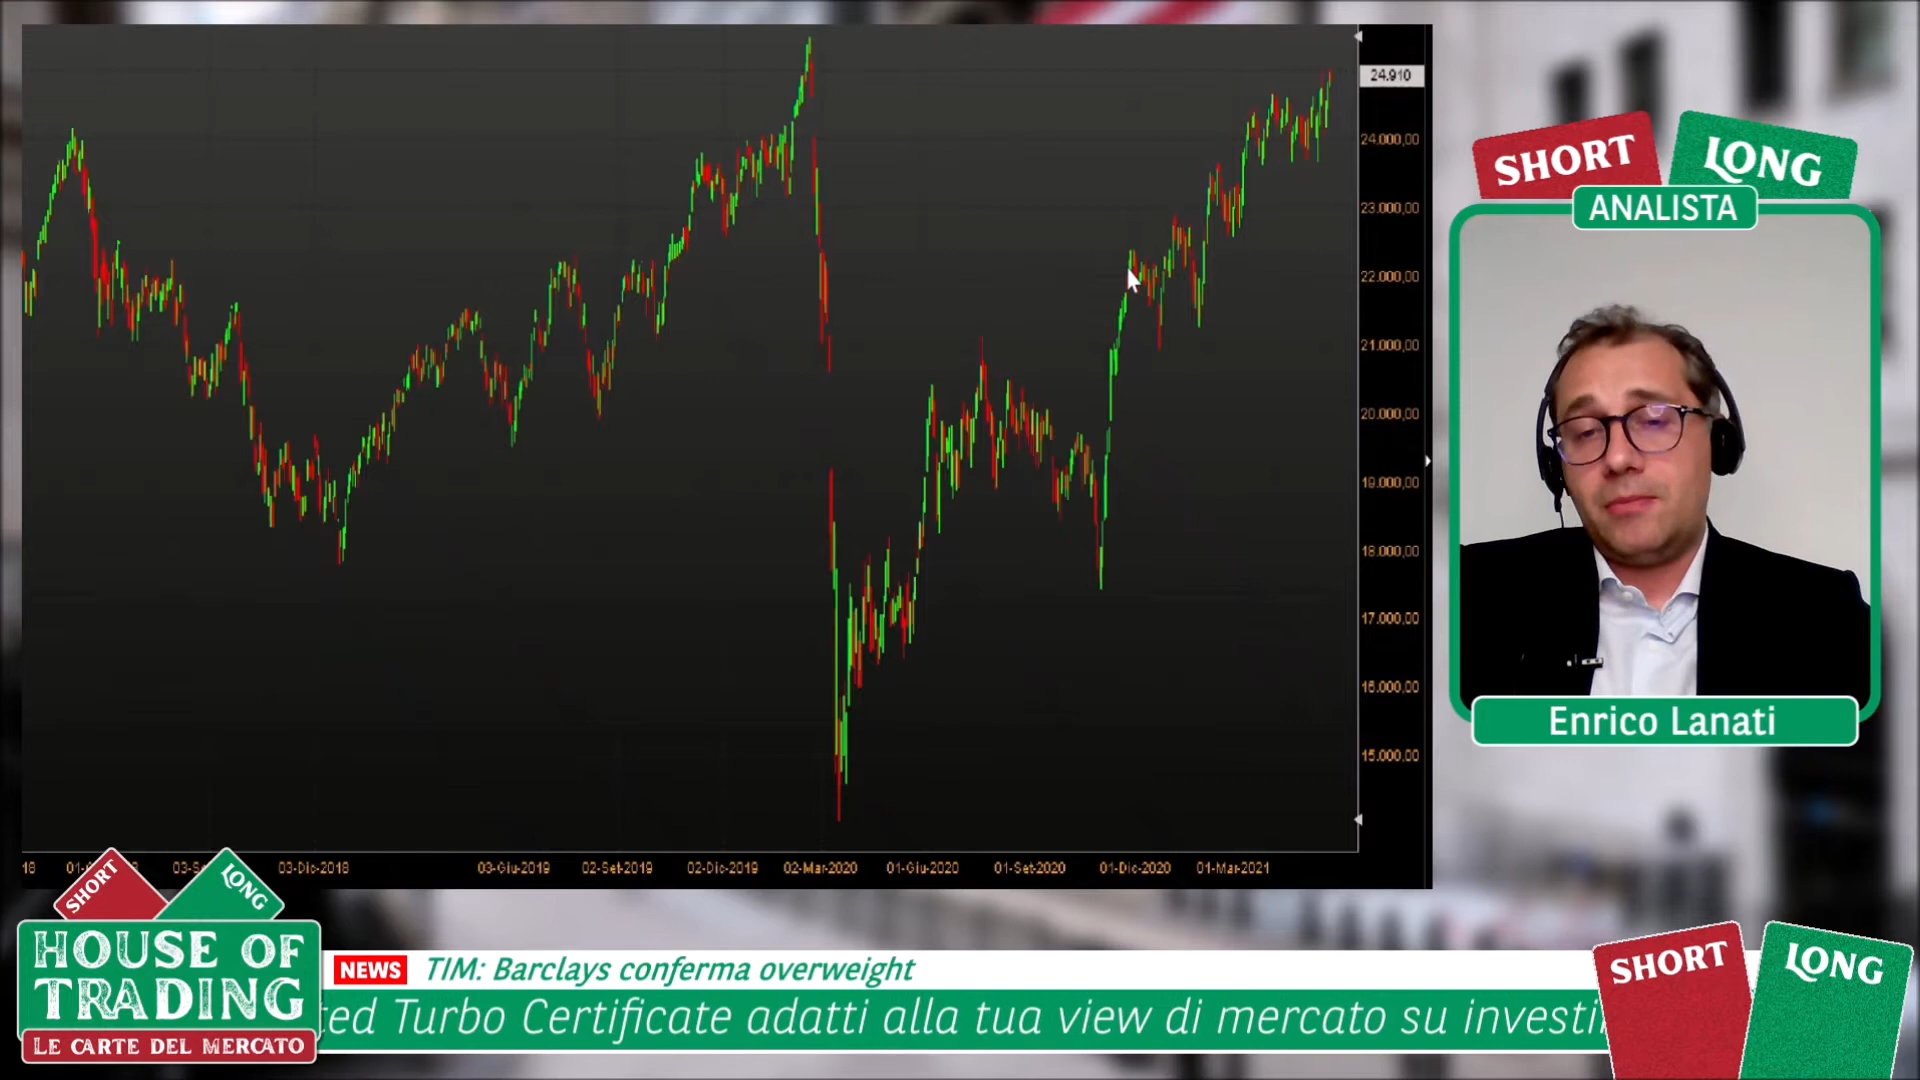 24.910
24.000,00
23.000,00
22.000,00
21.000,00
20.000,00
19.000,00
18.000,00
17.000,00
16.000,00
15.000,00
03-Dic-2018 03-Giu-2019 02-Set-2019 02-Dic-2019 02-Mar-2020 01-Giu-2020 01-Set-2020 01-Dic-2020 01-Mar-2021
SHORT LONG
ANALISTA
Enrico Lanati
SHORT LONG
HOUSE OF
TRADING
LE CARTE DEL MERCATO
NEWS TIM: Barclays conferma overweight
ted Turbo Certificate adatti alla tua view di mercato su investi
SHORT LONG